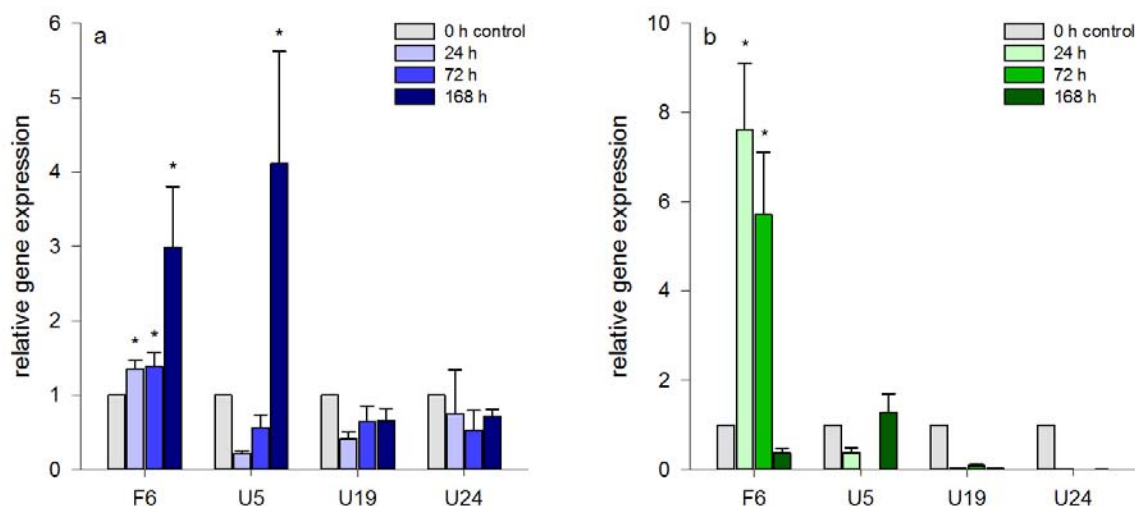 a
relative gene expression
6
5
4
3
2
1
0
* * *
*
F6 U5 U19 U24
0 h control
24 h
72 h
168 h
b
relative gene expression
10
8
6
4
2
0
* *
F6 U5 U19 U24
0 h control
24 h
72 h
168 h